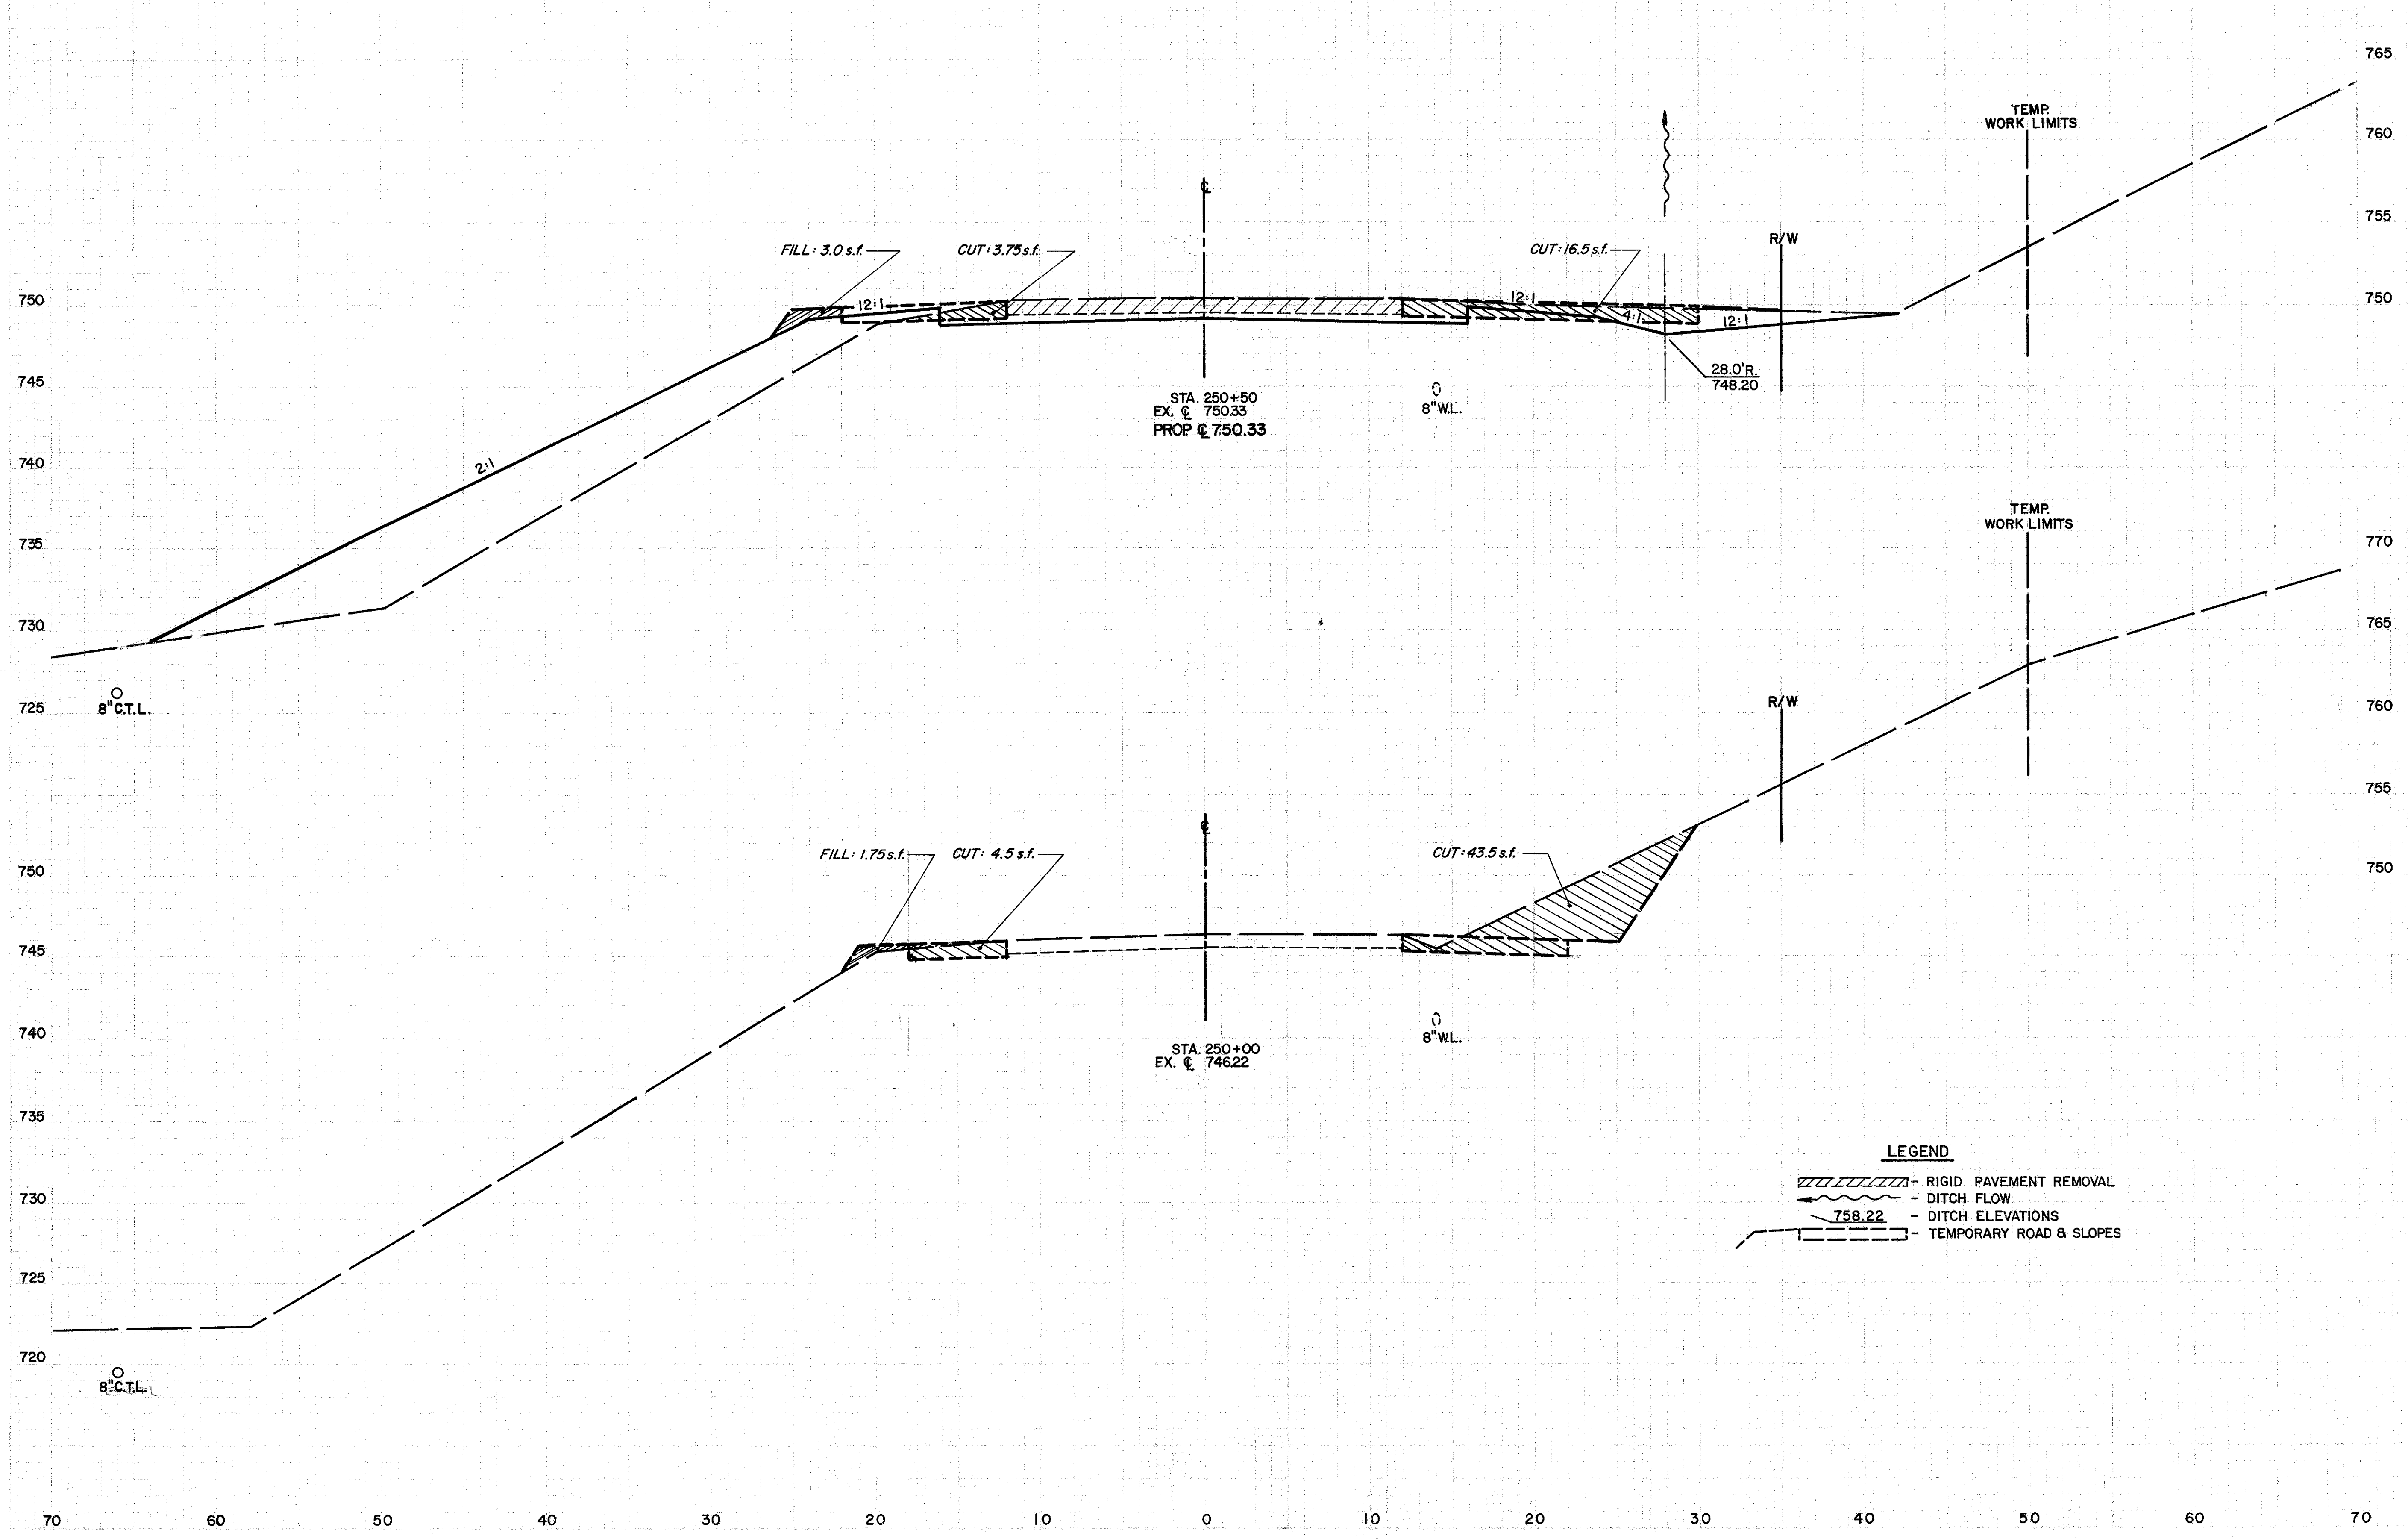 765
TEMP.
WORK LIMITS
760
℄
755
R/W
FILL: 3.0 s.f.
CUT: 3.75 s.f.
CUT: 16.5 s.f.
750
12:1
12:1
4:1
12:1
750
745
28.0'R.
748.20
STA. 250+50
EX. ℄ 750.33
PROP. ℄ 750.33
8" W.L.
740
2:1
TEMP.
WORK LIMITS
735
770
730
765
8" C.T.L.
725
R/W
760
755
℄
FILL: 1.75 s.f.
CUT: 4.5 s.f.
CUT: 43.5 s.f.
750
750
745
740
8" W.L.
STA. 250+00
EX. ℄ 746.22
735
LEGEND
- RIGID PAVEMENT REMOVAL
730
- DITCH FLOW
758.22 - DITCH ELEVATIONS
- TEMPORARY ROAD & SLOPES
725
720
8" C.T.L.
70 60 50 40 30 20 10 0 10 20 30 40 50 60 70